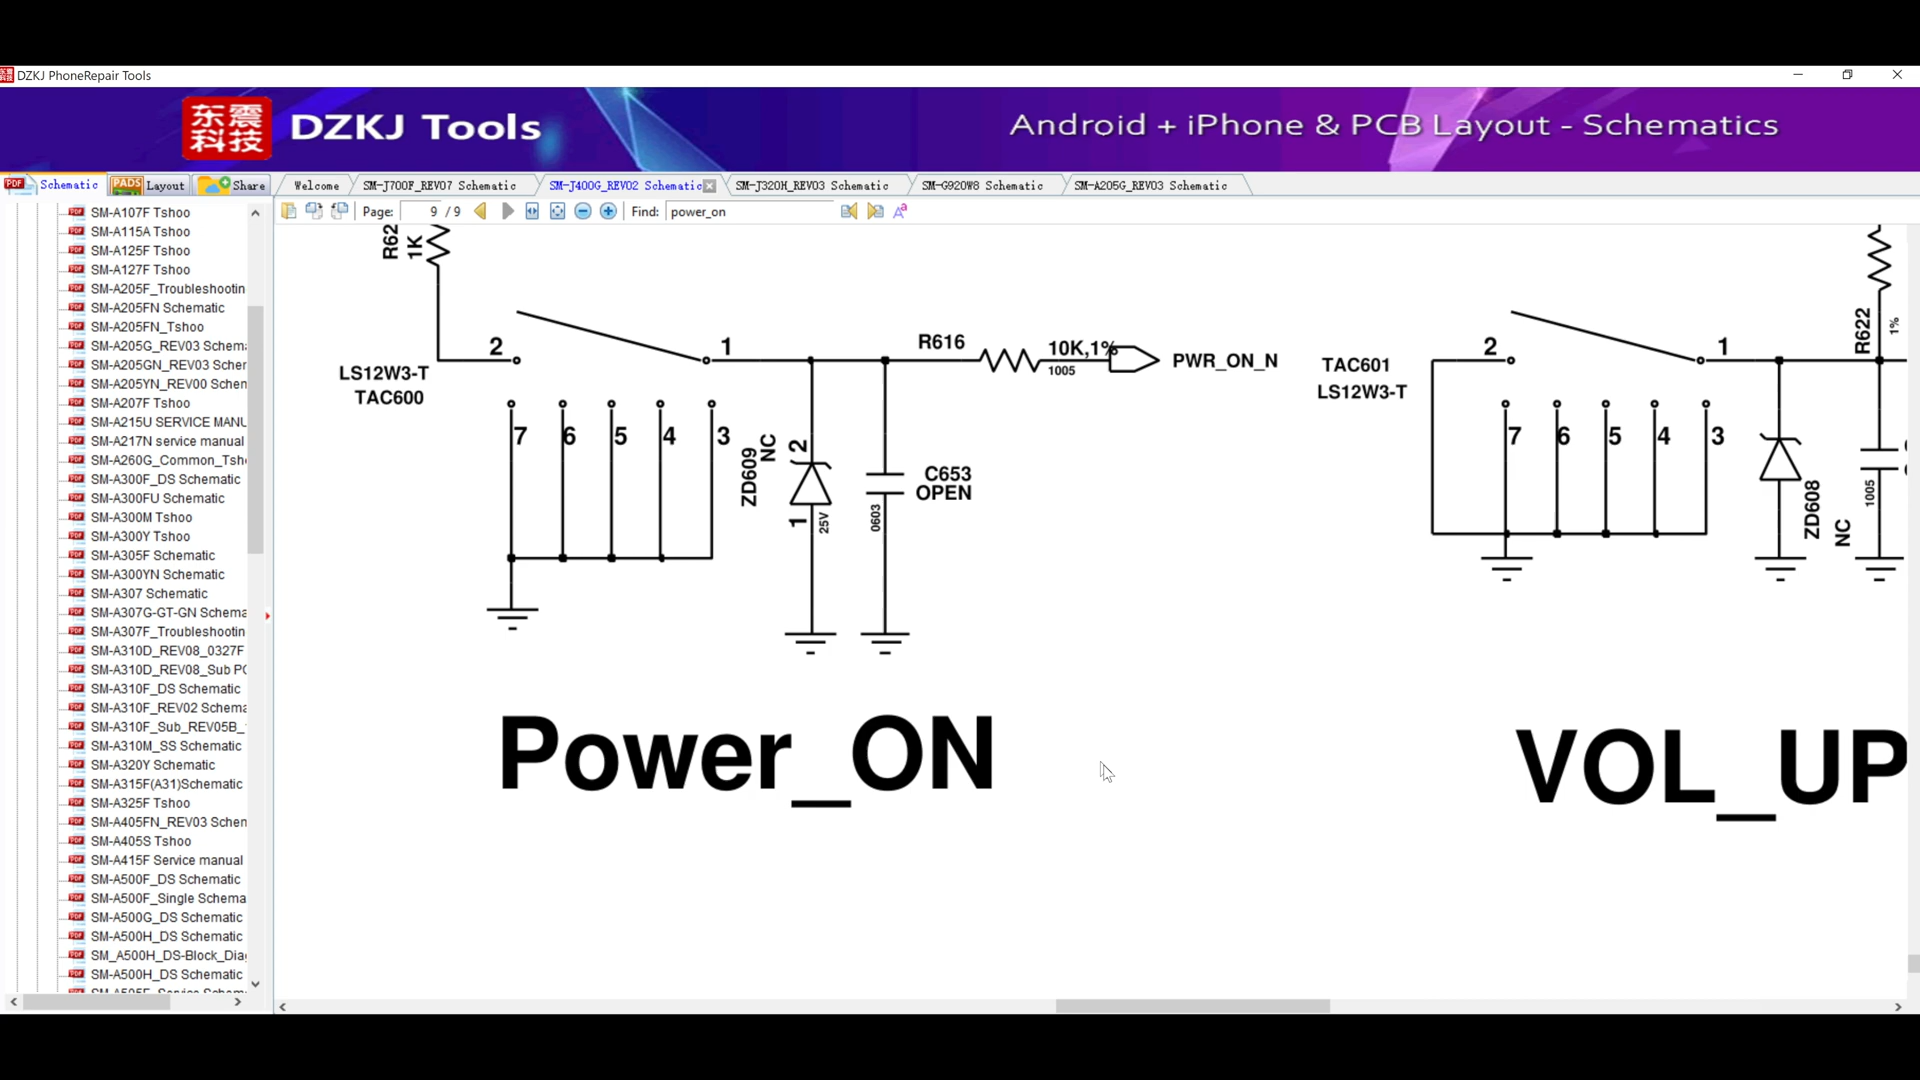 DZKJ PhoneRepair Tools
东震
科技
DZKJ Tools
Android + iPhone & PCB Layout - Schematics
PDF Schematic
PADS Layout
Share
Welcome
SM-J700F_REV07 Schematic
SM-J400G_REV02 Schematic
SM-J320H_REV03 Schematic
SM-G920W8 Schematic
SM-A205G_REV03 Schematic
Page: 9 / 9
Find: power_on
SM-A107F Tshoo
SM-A115A Tshoo
SM-A125F Tshoo
SM-A127F Tshoo
SM-A205F_Troubleshootin
SM-A205FN Schematic
SM-A205FN_Tshoo
SM-A205G_REV03 Schem
SM-A205GN_REV03 Scher
SM-A205YN_REV00 Schen
SM-A207F Tshoo
SM-A215U SERVICE MANU
SM-A217N service manual
SM-A260G_Common_Tsh
SM-A300F_DS Schematic
SM-A300FU Schematic
SM-A300M Tshoo
SM-A300Y Tshoo
SM-A305F Schematic
SM-A300YN Schematic
SM-A307 Schematic
SM-A307G-GT-GN Schema
SM-A307F_Troubleshootin
SM-A310D_REV08_0327F
SM-A310D_REV08_Sub PC
SM-A310F_DS Schematic
SM-A310F_REV02 Schema
SM-A310F_Sub_REV05B_
SM-A310M_SS Schematic
SM-A320Y Schematic
SM-A315F(A31)Schematic
SM-A325F Tshoo
SM-A405FN_REV03 Schen
SM-A405S Tshoo
SM-A415F Service manual
SM-A500F_DS Schematic
SM-A500F_Single Schema
SM-A500G_DS Schematic
SM-A500H_DS Schematic
SM_A500H_DS-Block_Dia
SM-A500H_DS Schematic
R62
1K
2
1
LS12W3-T
TAC600
7 6 5 4 3
ZD609
NC
2
1
25V
C653
OPEN
0603
R616
10K,1%
1005
PWR_ON_N
Power_ON
TAC601
LS12W3-T
2
1
7 6 5 4 3
R622
1%
ZD608
NC
1005
VOL_UP